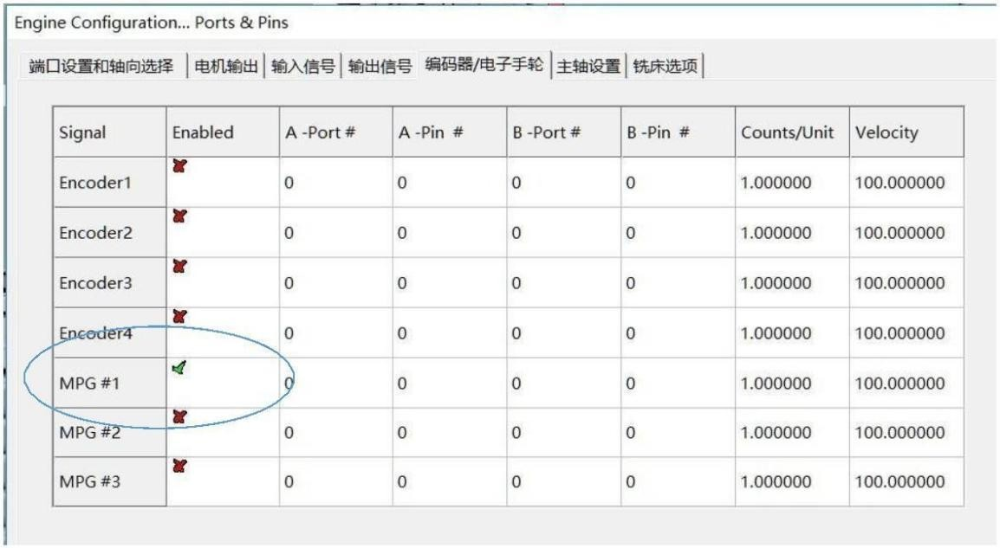 Engine Configuration... Ports & Pins
端口设置和轴向选择 电机输出 输入信号 输出信号 编码器/电子手轮 主轴设置 铣床选项
Signal Enabled A -Port # A -Pin # B -Port # B -Pin # Counts/Unit Velocity
Encoder1 0 0 0 0 1.000000 100.000000
Encoder2 0 0 0 0 1.000000 100.000000
Encoder3 0 0 0 0 1.000000 100.000000
Encoder4 0 0 0 0 1.000000 100.000000
MPG #1 0 0 0 0 1.000000 100.000000
MPG #2 0 0 0 0 1.000000 100.000000
MPG #3 0 0 0 0 1.000000 100.000000